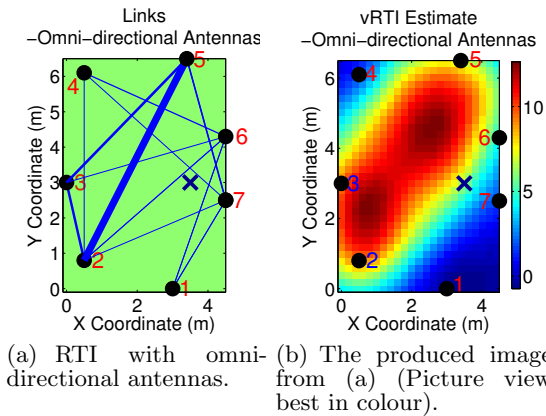 Links
-Omni-directional Antennas
Y Coordinate (m)
6
5
4
3
2
1
0
0 2 4
X Coordinate (m)
1
2
3
4
5
6
7
vRTI Estimate
-Omni-directional Antennas
Y Coordinate (m)
6
5
4
3
2
1
0
0 2 4
X Coordinate (m)
1
2
3
4
5
6
7
10
5
0
(a) RTI with omni-
directional antennas.
(b) The produced image
from (a) (Picture view
best in colour).